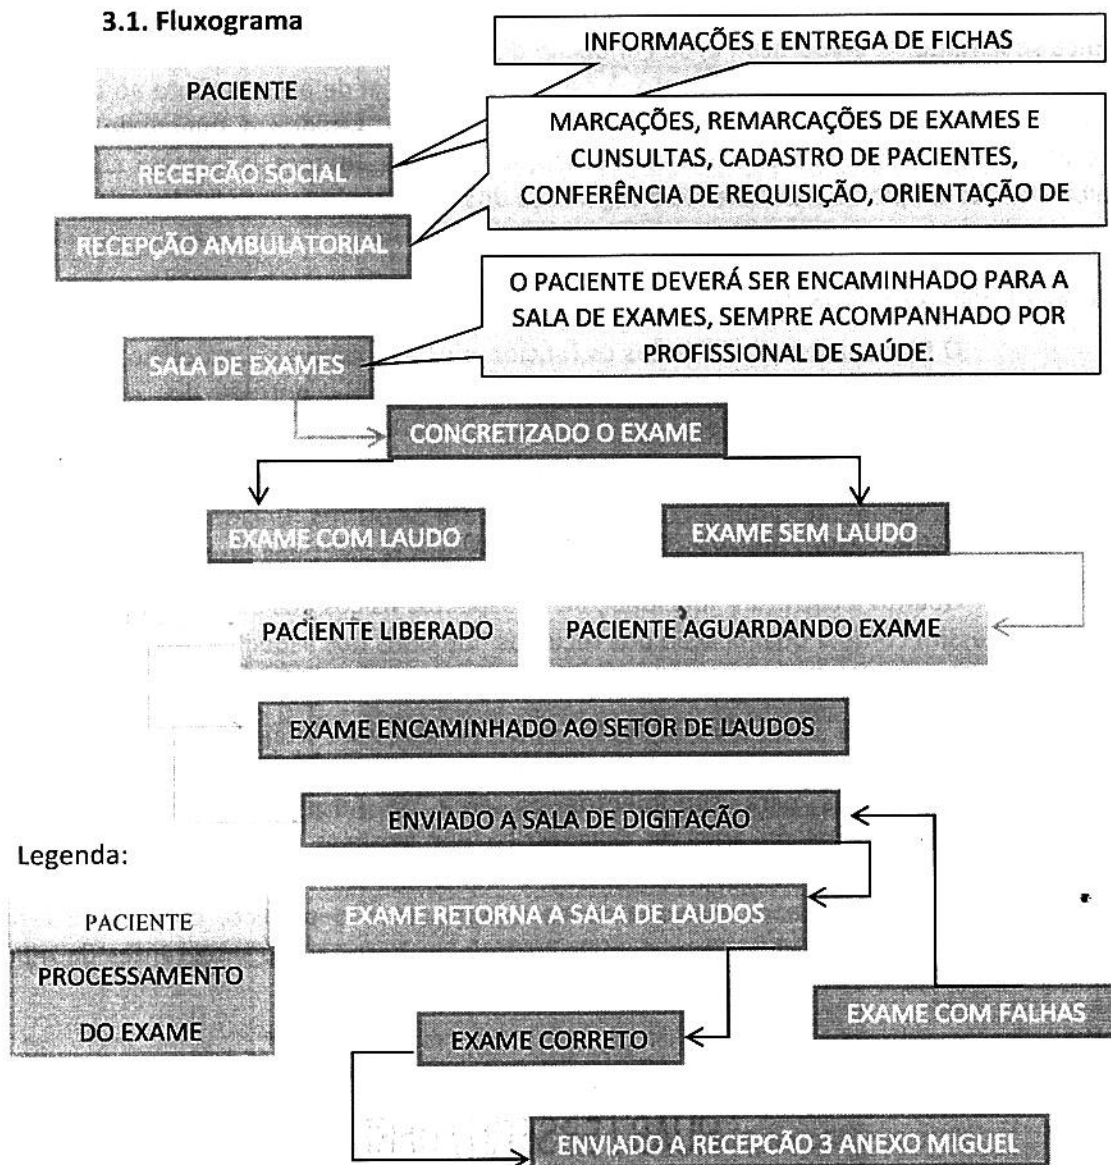 3.1. Fluxograma
INFORMAÇÕES E ENTREGA DE FICHAS
PACIENTE
MARCAÇÕES, REMARCAÇÕES DE EXAMES E
CUNSULTAS, CADASTRO DE PACIENTES,
CONFERÊNCIA DE REQUISIÇÃO, ORIENTAÇÃO DE
RECEPCÃO SOCIAL
RECEPÇÃO AMBULATORIAL
O PACIENTE DEVERÁ SER ENCAMINHADO PARA A
SALA DE EXAMES, SEMPRE ACOMPANHADO POR
PROFISSIONAL DE SAÚDE.
SALA DE EXAMES
CONCRETIZADO O EXAME
EXAME COM LAUDO
EXAME SEM LAUDO
PACIENTE LIBERADO
PACIENTE AGUARDANDO EXAME
EXAME ENCAMINHADO AO SETOR DE LAUDOS
ENVIADO A SALA DE DIGITAÇÃO
Legenda:
EXAME RETORNA A SALA DE LAUDOS
PACIENTE
PROCESSAMENTO
DO EXAME
EXAME COM FALHAS
EXAME CORRETO
ENVIADO A RECEPÇÃO 3 ANEXO MIGUEL